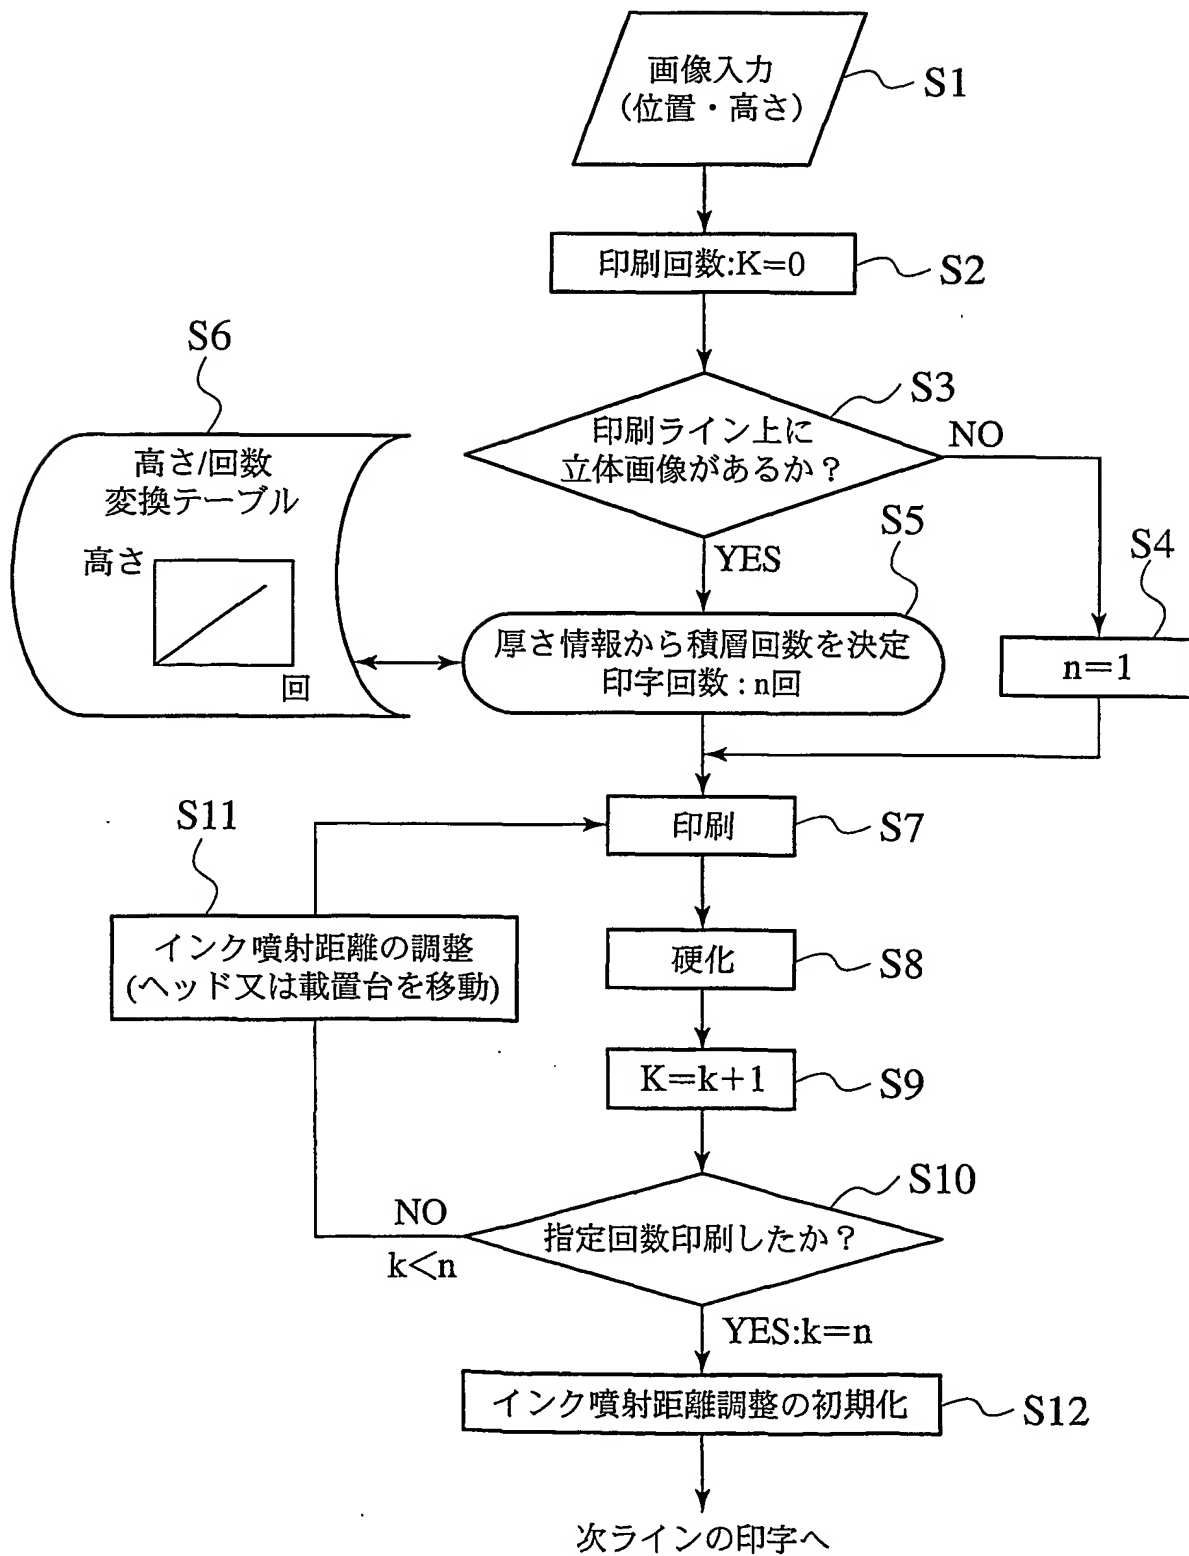 画像入力
(位置・高さ)
S1
印刷回数:K=0
S2
S6
S3
印刷ライン上に
立体画像があるか？
NO
高さ/回数
変換テーブル
高さ
回
YES
S5
S4
厚さ情報から積層回数を決定
印字回数:n回
n=1
S11
印刷
S7
インク噴射距離の調整
(ヘッド又は載置台を移動)
硬化
S8
K=k+1
S9
S10
NO
k<n
指定回数印刷したか？
YES:k=n
インク噴射距離調整の初期化
S12
次ラインの印字へ